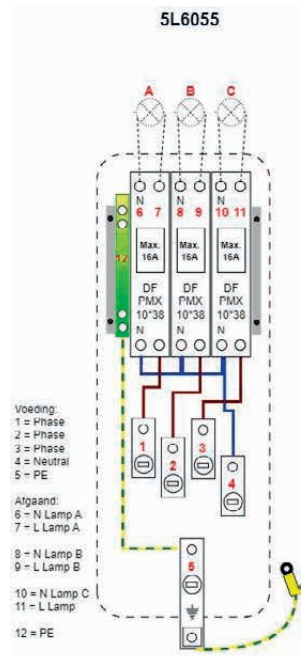 5L6055
A B C
N N N
6 7 8 9 10 11
Max. 16A Max. 16A Max. 16A
12
DF PMX 10*38 DF PMX 10*38 DF PMX 10*38
N N N
Voeding:
1 = Phase
2 = Phase
3 = Phase
4 = Neutral
5 = PE
1
2
3
4
Afgaand:
6 = N Lamp A
7 = L Lamp A
8 = N Lamp B
9 = L Lamp B
10 = N Lamp C
11 = L Lamp
12 = PE
5